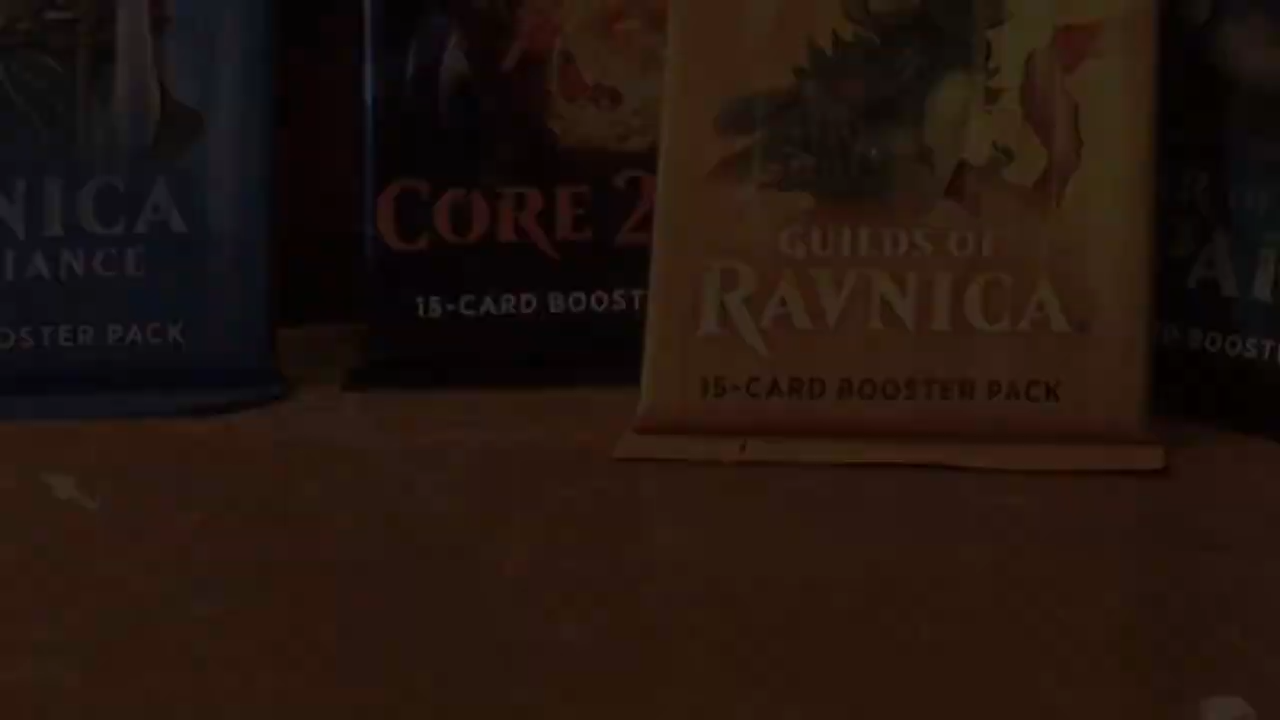 NICA
IANCE
OSTER PACK
CORE 2
15-CARD BOOST
GUILDS OF
RAVNICA
15-CARD BOOSTER PACK
BOOST